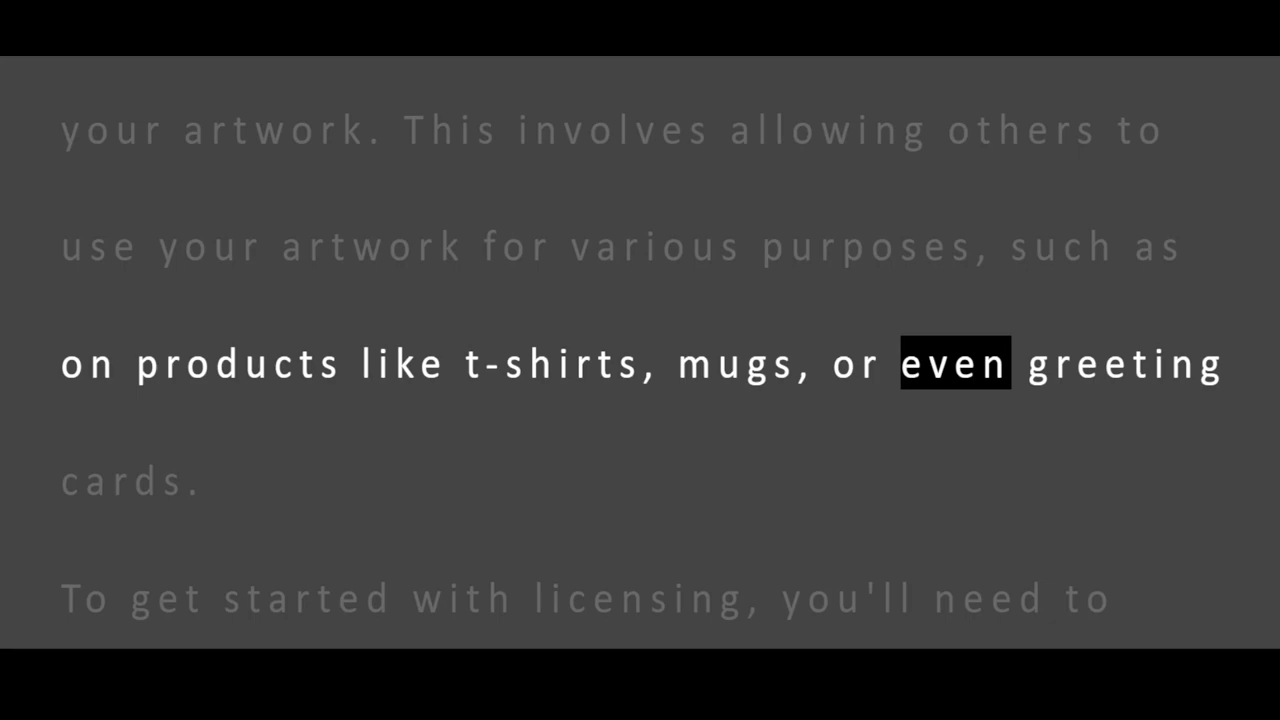 your artwork. This involves allowing others to
use your artwork for various purposes, such as
on products like t-shirts, mugs, or even greeting
cards.
To get started with licensing, you'll need to